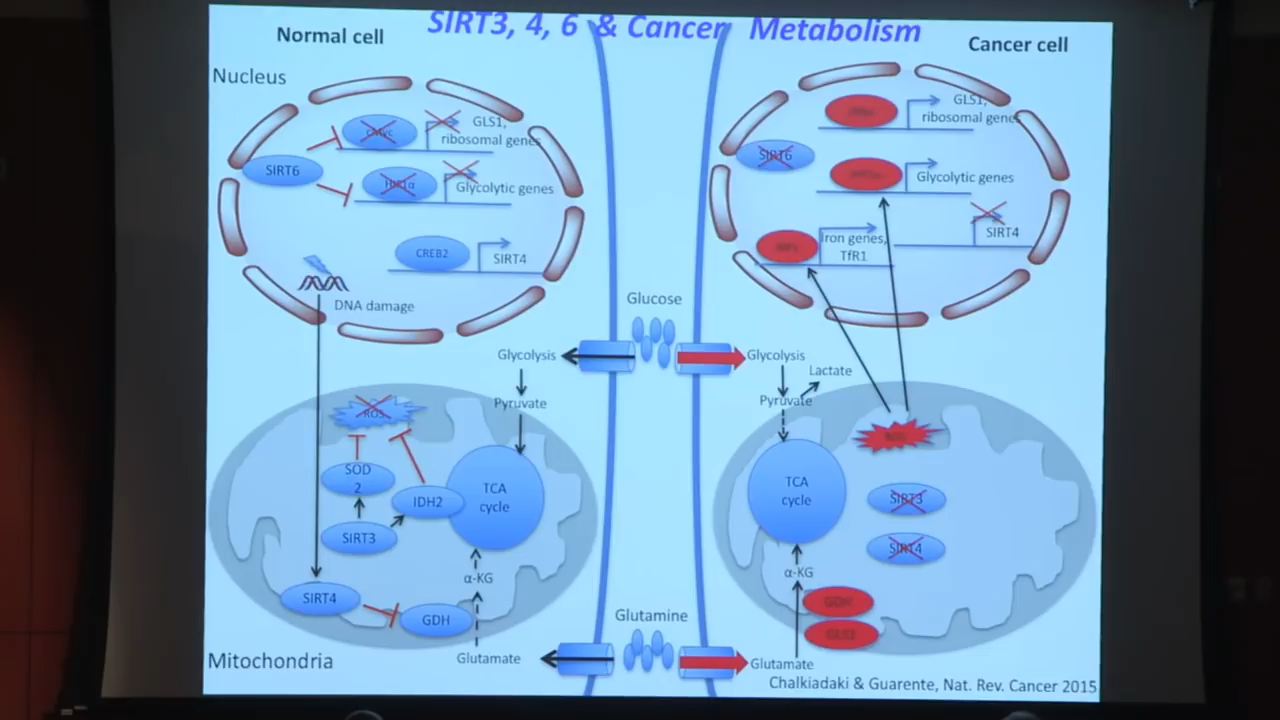 SIRT3, 4, 6 & Cancer Metabolism
Normal cell
Nucleus
cMyc
GLS1,
ribosomal genes
SIRT6
Glycolytic genes
CREB2
SIRT4
DNA damage
Glycolysis
Pyruvate
ROS
SOD
2
IDH2
TCA
cycle
SIRT3
α-KG
SIRT4
GDH
Glutamate
Mitochondria
Glucose
Glutamine
Cancer cell
GLS1,
ribosomal genes
SIRT6
Glycolytic genes
SIRT4
Iron genes,
TfR1
Glycolysis
Lactate
Pyruvate
TCA
cycle
SIRT3
SIRT4
α-KG
GDH
Glutamate
Chalkiadaki & Guarente, Nat. Rev. Cancer 2015